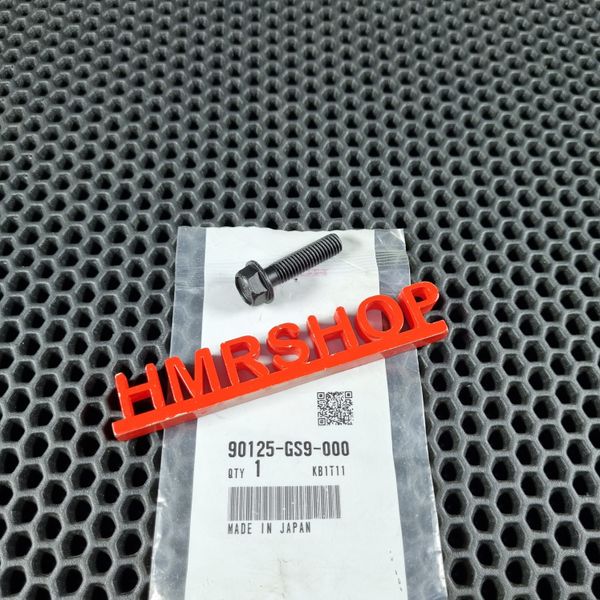 HMRSHOP
90125-GS9-000
QTY 1 KB1T11
MADE IN JAPAN